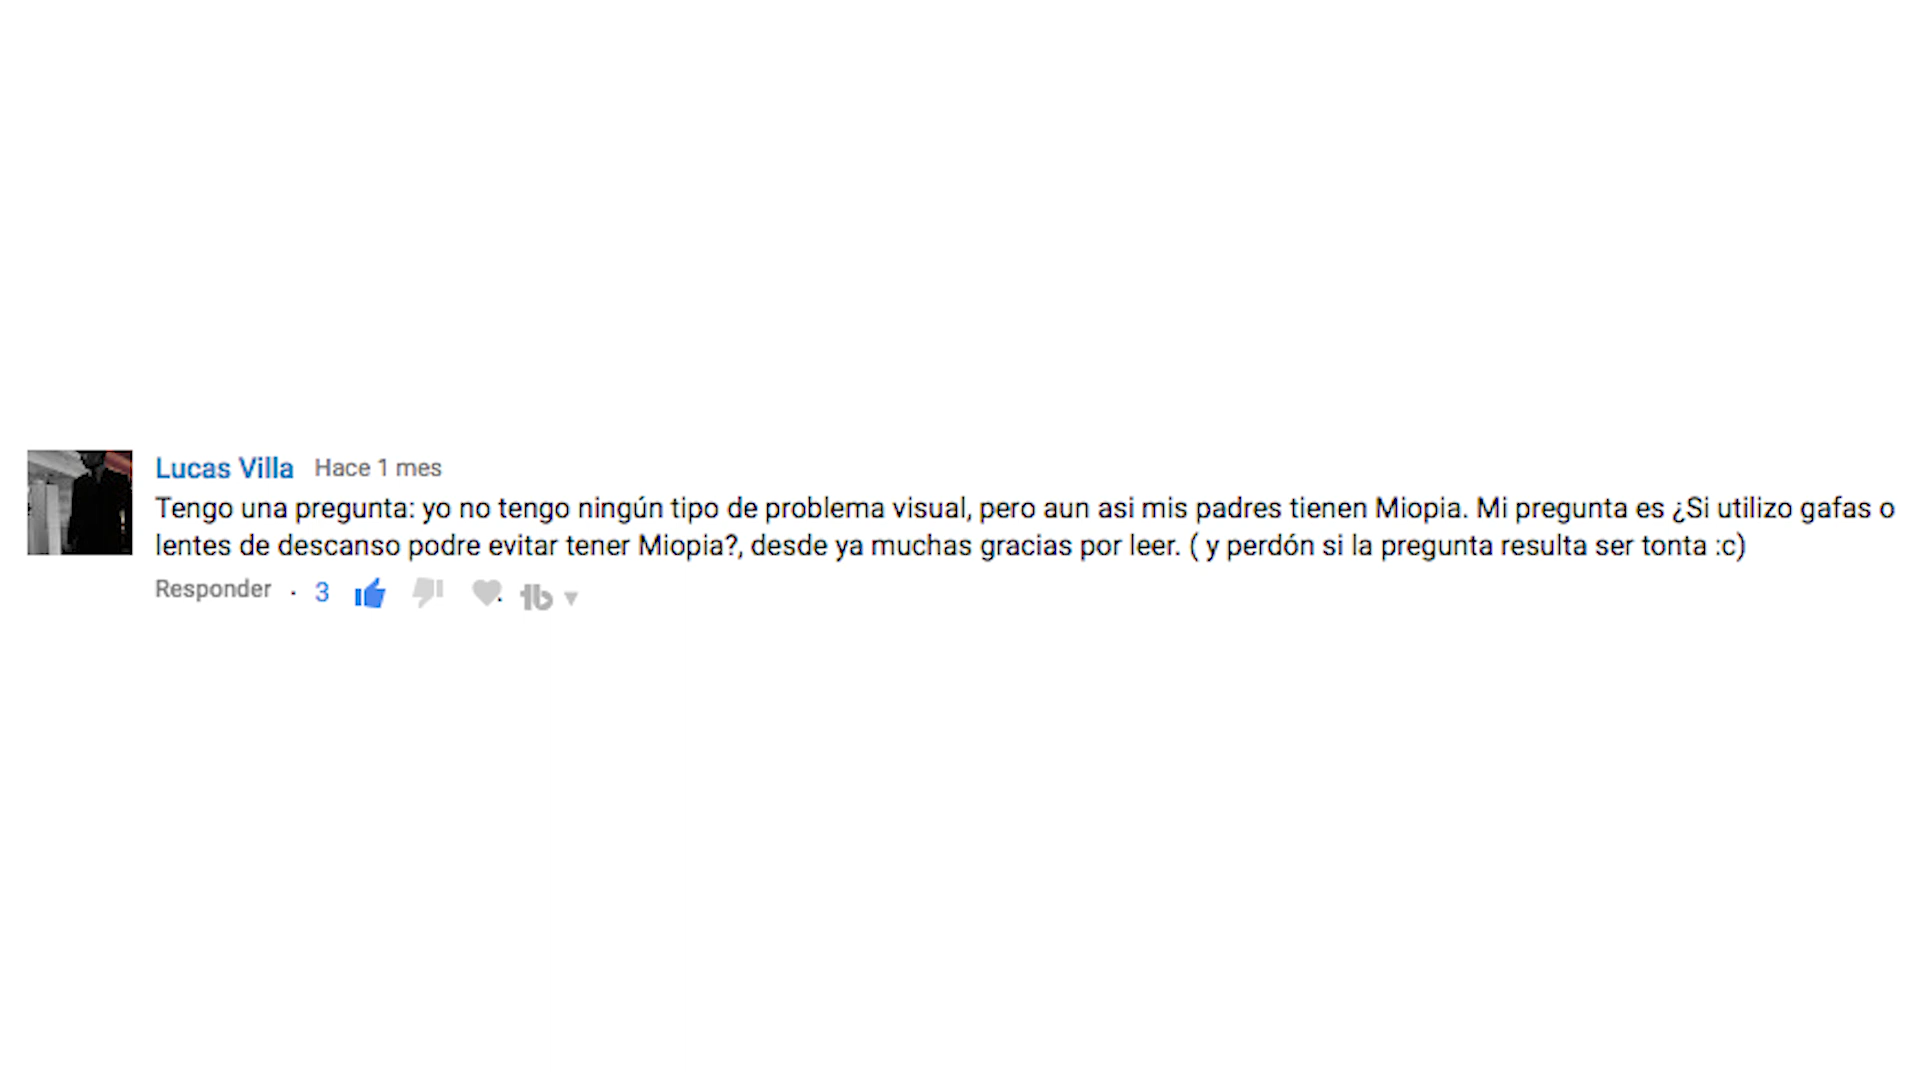 Lucas Villa Hace 1 mes
Tengo una pregunta: yo no tengo ningún tipo de problema visual, pero aun asi mis padres tienen Miopia. Mi pregunta es ¿Si utilizo gafas o
lentes de descanso podre evitar tener Miopia?, desde ya muchas gracias por leer. ( y perdón si la pregunta resulta ser tonta :c)
Responder · 3